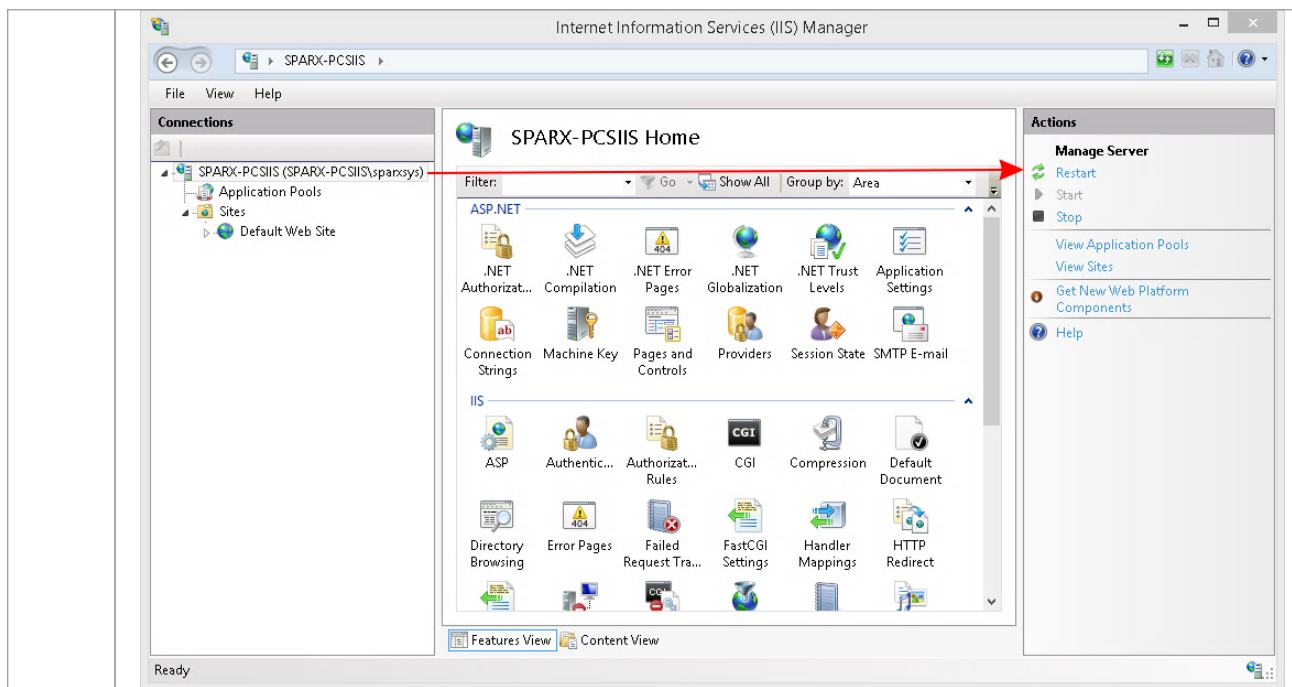 Internet Information Services (IIS) Manager
SPARX-PCSIIS
File View Help
Connections
SPARX-PCSIIS (SPARX-PCSIIS\sparxsys)
Application Pools
Sites
Default Web Site
SPARX-PCSIIS Home
Filter: Go Show All Group by: Area
ASP.NET
.NET Authorizat...
.NET Compilation
404
.NET Error Pages
.NET Globalization
.NET Trust Levels
Application Settings
ab
Connection Strings
Machine Key
Pages and Controls
Providers
Session State
SMTP E-mail
IIS
ASP
Authentic...
Authorizat... Rules
CGI
CGI
Compression
Default Document
Directory Browsing
404
Error Pages
Failed Request Tra...
FastCGI Settings
Handler Mappings
HTTP Redirect
Features View Content View
Actions
Manage Server
Restart
Start
Stop
View Application Pools
View Sites
Get New Web Platform
Components
Help
Ready